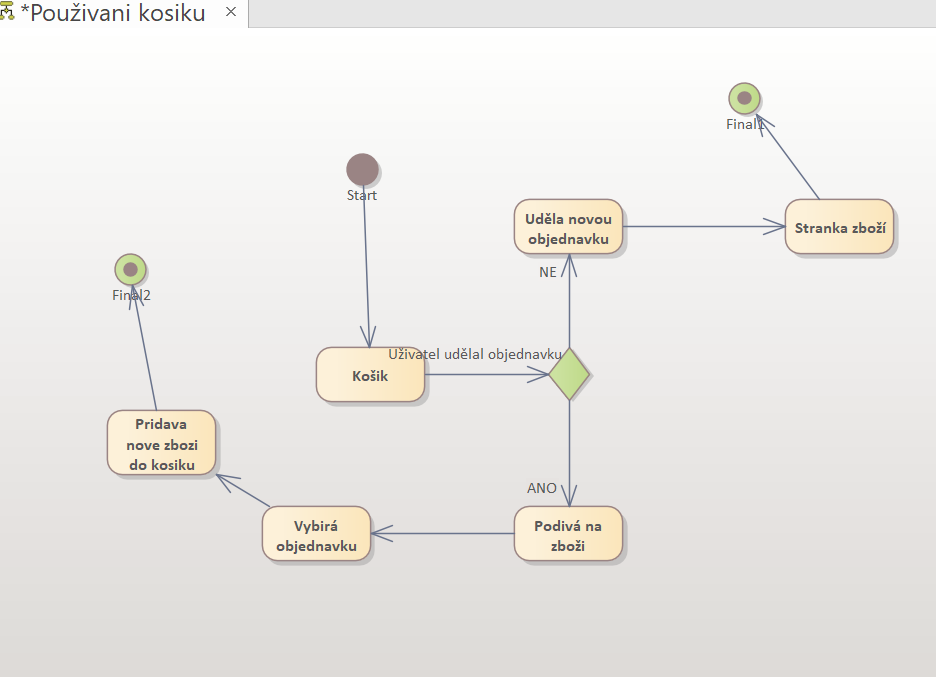 *Použivani kosiku
Final1
Start
Uděla novou
objednavku
Stranka zboží
NE
Final2
Uživatel udělal objednavku
Košik
Pridava
nove zbozi
do kosiku
ANO
Vybirá
objednavku
Podivá na
zboži